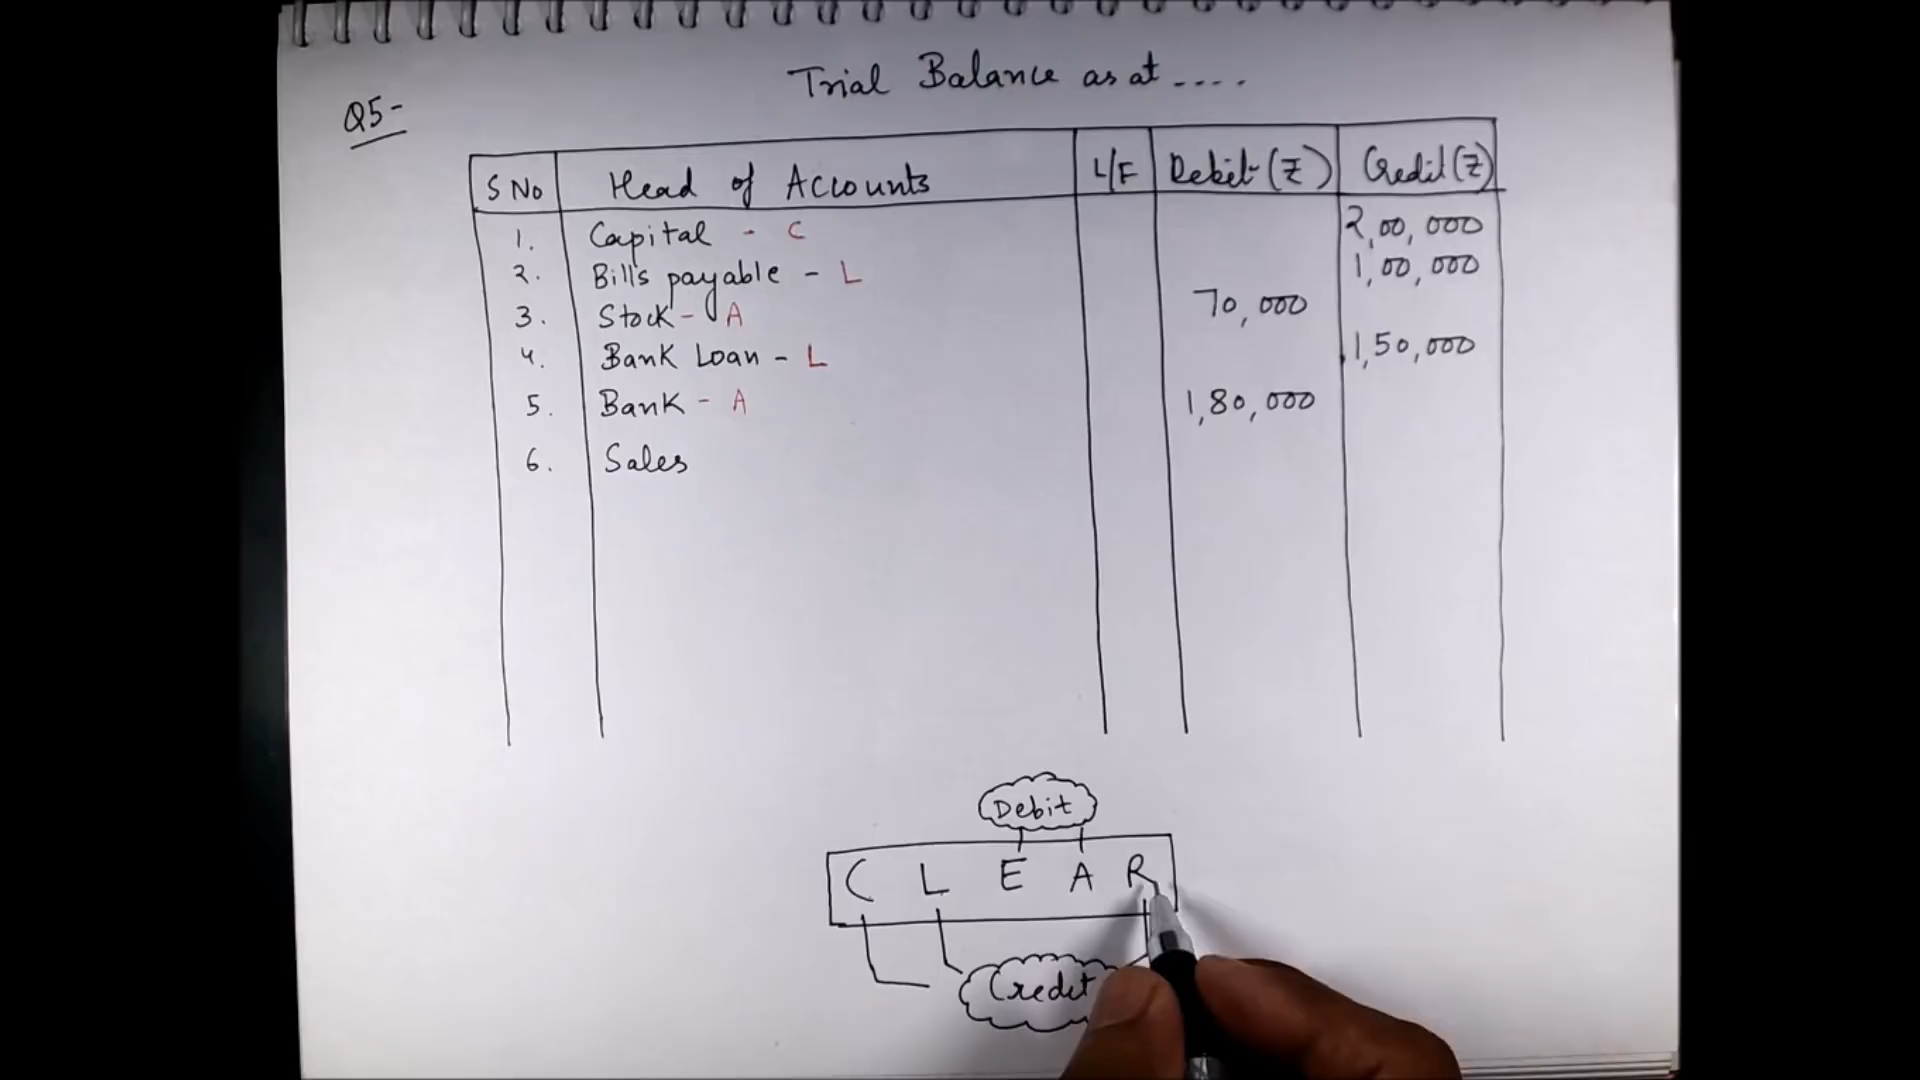 Trial Balance as at ....
Q5-
S No Head of Accounts L/F Debit (₹) Credit (₹)
1. Capital - C 2,00,000
2. Bills payable - L 1,00,000
3. Stock - A 70,000
4. Bank Loan - L 1,50,000
5. Bank - A 1,80,000
6. Sales
Debit
C L E A R
Credit